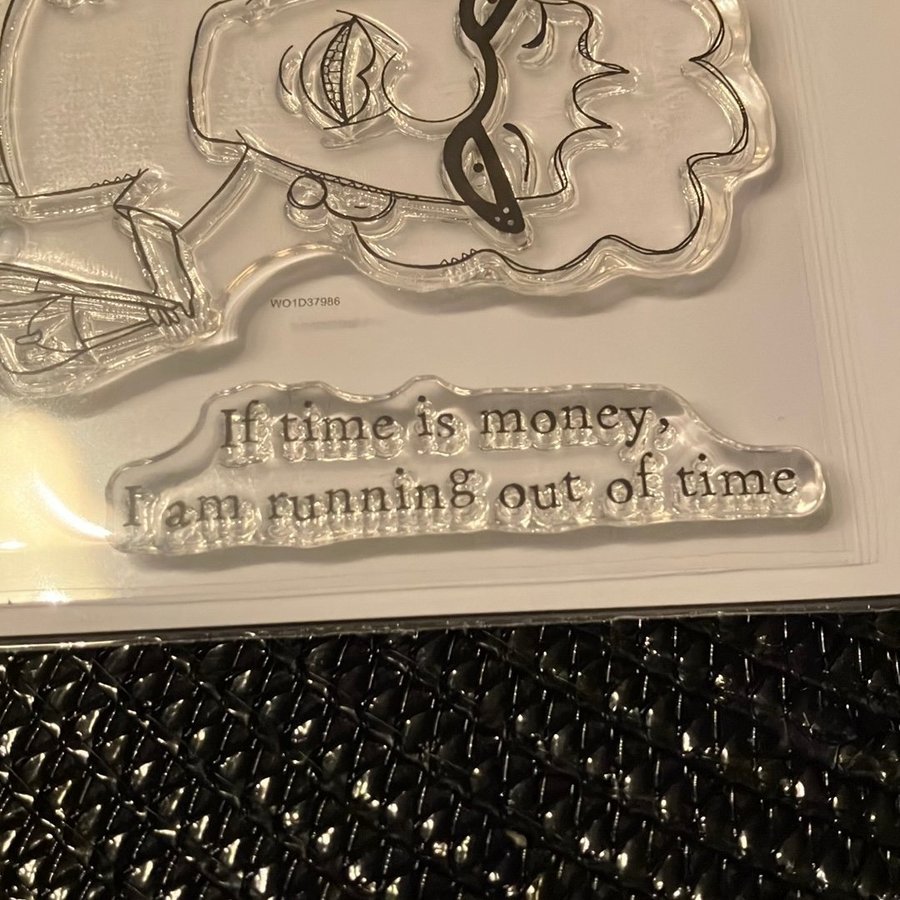 WO1D37986
If time is money,
I am running out of time